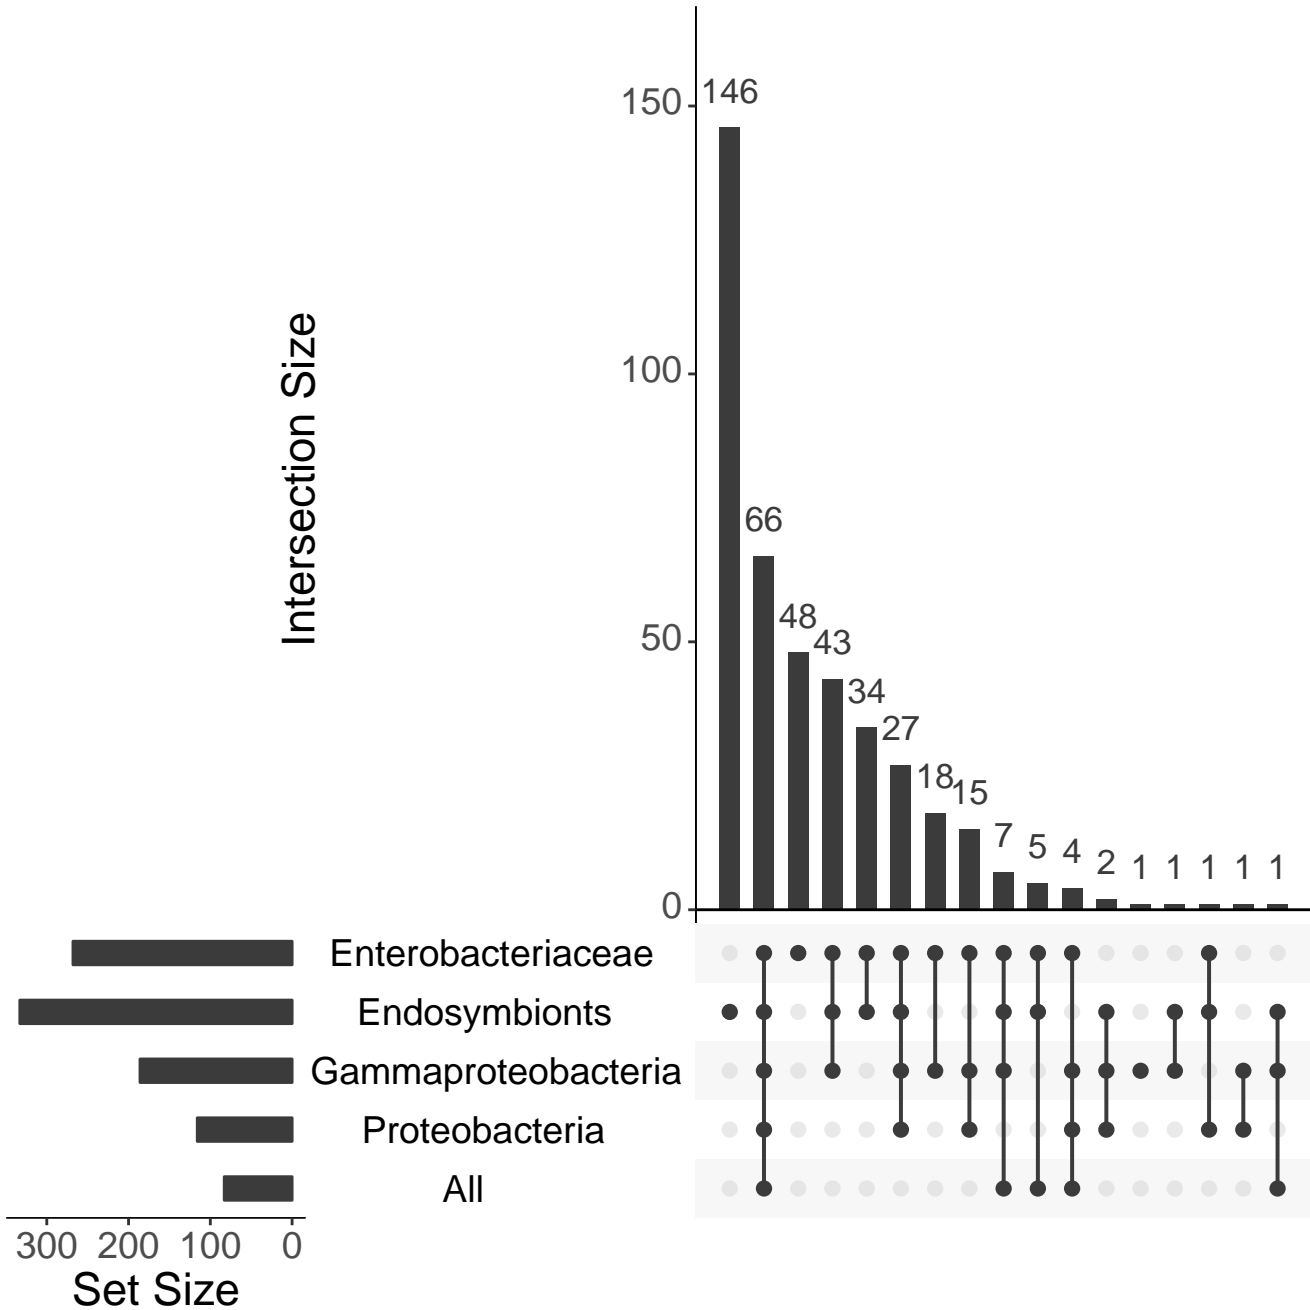 150
146
100
66
50
48
43
34
27
18
15
7
5
4
2
1
1
1
1
1
0
Intersection Size
Enterobacteriaceae
Endosymbionts
Gammaproteobacteria
Proteobacteria
All
300 200 100 0
Set Size